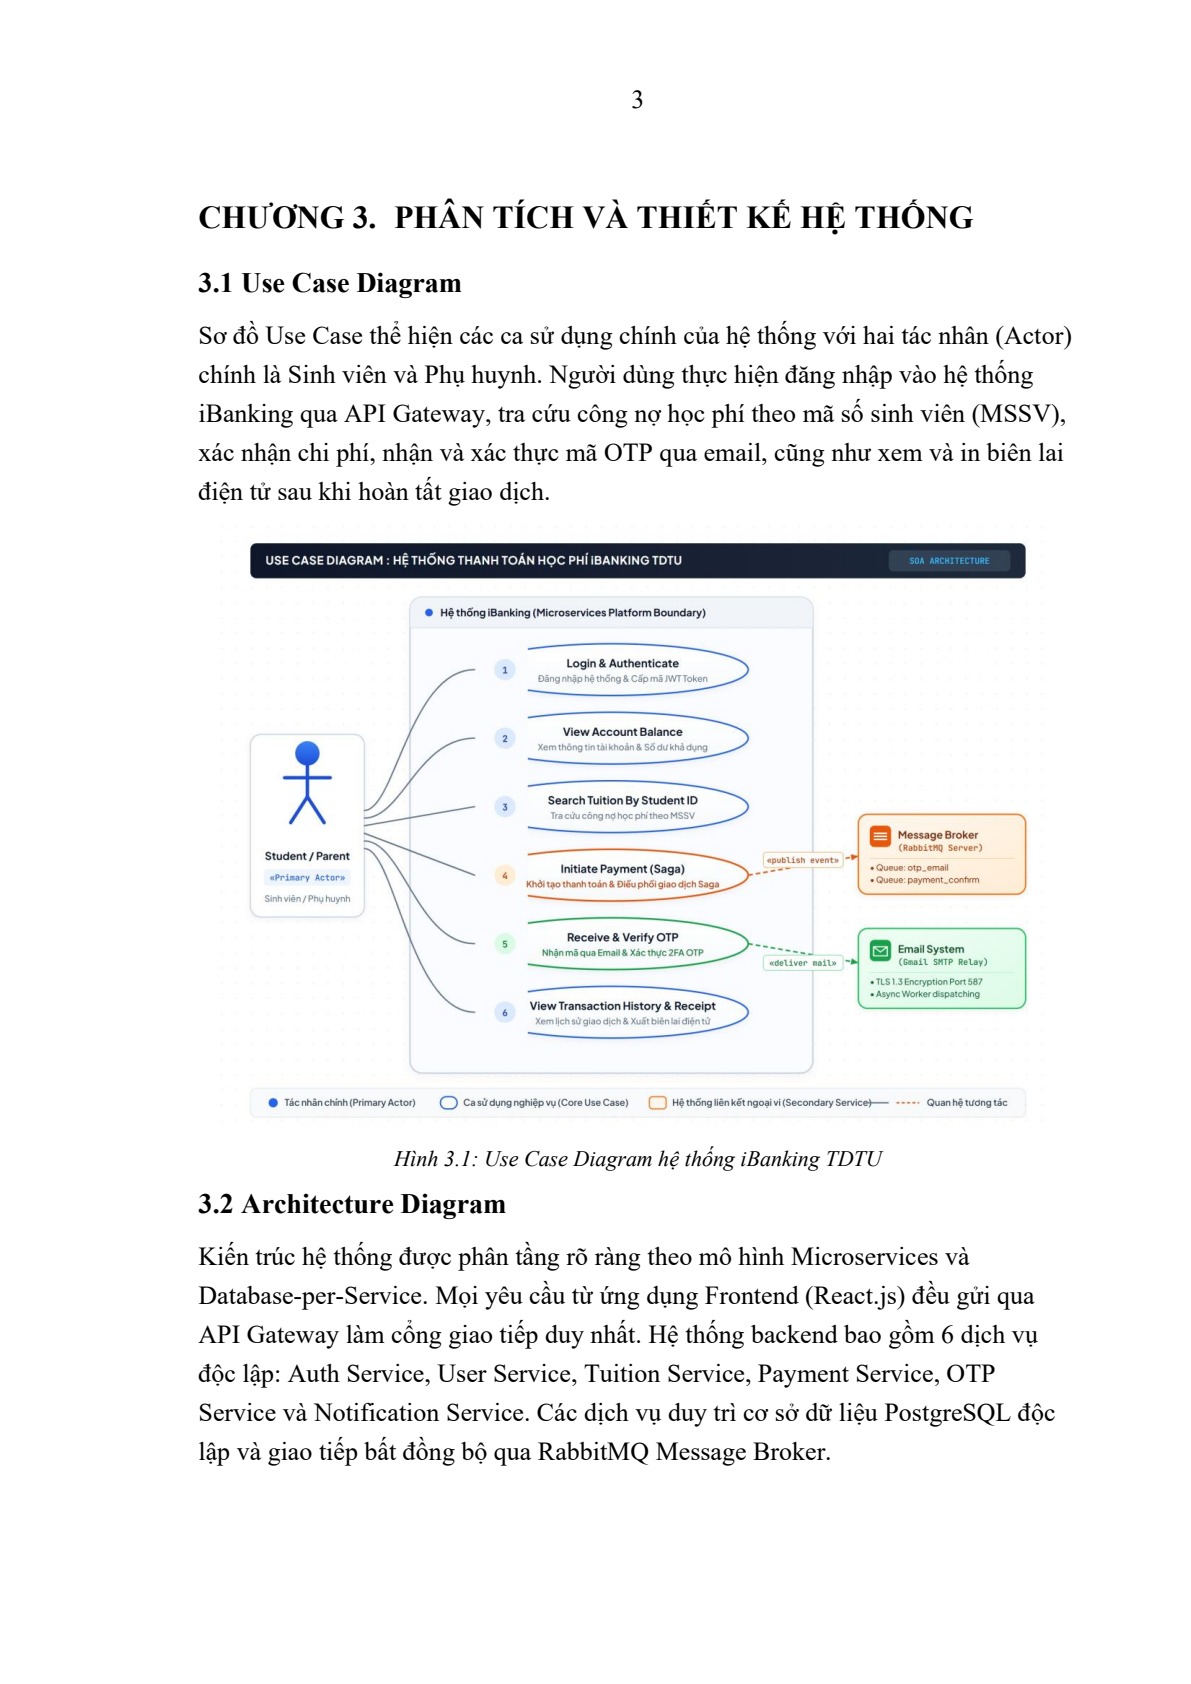 3
CHƯƠNG 3. PHÂN TÍCH VÀ THIẾT KẾ HỆ THỐNG
3.1 Use Case Diagram
Sơ đồ Use Case thể hiện các ca sử dụng chính của hệ thống với hai tác nhân (Actor)
chính là Sinh viên và Phụ huynh. Người dùng thực hiện đăng nhập vào hệ thống
iBanking qua API Gateway, tra cứu công nợ học phí theo mã số sinh viên (MSSV),
xác nhận chi phí, nhận và xác thực mã OTP qua email, cũng như xem và in biên lai
điện tử sau khi hoàn tất giao dịch.
USE CASE DIAGRAM : HỆ THỐNG THANH TOÁN HỌC PHÍ iBANKING TDTU
SOA ARCHITECTURE
Hệ thống iBanking (Microservices Platform Boundary)
1
Login & Authenticate
Đăng nhập hệ thống & Cấp mã JWT Token
2
View Account Balance
Xem thông tin tài khoản & Số dư khả dụng
3
Search Tuition By Student ID
Tra cứu công nợ học phí theo MSSV
4
Initiate Payment (Saga)
Khởi tạo thanh toán & Điều phối giao dịch Saga
5
Receive & Verify OTP
Nhận mã qua Email & Xác thực 2FA OTP
6
View Transaction History & Receipt
Xem lịch sử giao dịch & Xuất biên lai điện tử
Student / Parent
«Primary Actor»
Sinh viên / Phụ huynh
«publish event»
Message Broker
(RabbitMQ Server)
• Queue: otp_email
• Queue: payment_confirm
«deliver mail»
Email System
(Gmail SMTP Relay)
• TLS 1.3 Encryption Port 587
• Async Worker dispatching
Tác nhân chính (Primary Actor)
Ca sử dụng nghiệp vụ (Core Use Case)
Hệ thống liên kết ngoại vi (Secondary Service)
Quan hệ tương tác
Hình 3.1: Use Case Diagram hệ thống iBanking TDTU
3.2 Architecture Diagram
Kiến trúc hệ thống được phân tầng rõ ràng theo mô hình Microservices và
Database-per-Service. Mọi yêu cầu từ ứng dụng Frontend (React.js) đều gửi qua
API Gateway làm cổng giao tiếp duy nhất. Hệ thống backend bao gồm 6 dịch vụ
độc lập: Auth Service, User Service, Tuition Service, Payment Service, OTP
Service và Notification Service. Các dịch vụ duy trì cơ sở dữ liệu PostgreSQL độc
lập và giao tiếp bất đồng bộ qua RabbitMQ Message Broker.